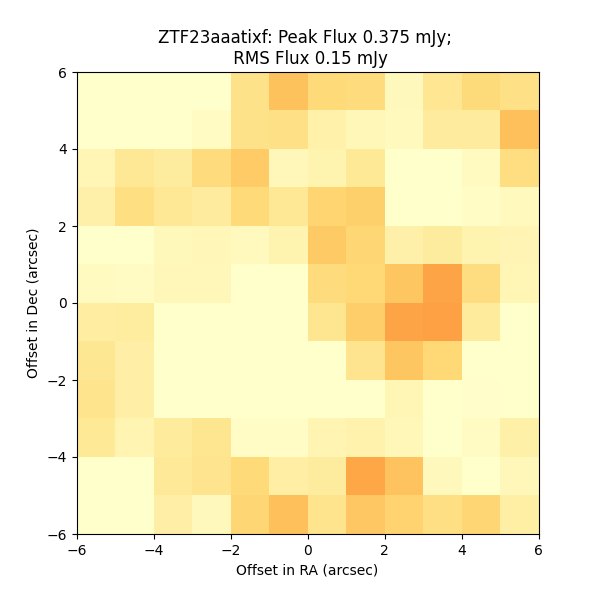 ZTF23aaatixf: Peak Flux 0.375 mJy;
RMS Flux 0.15 mJy
6
4
2
0
−2
−4
−6
Offset in Dec (arcsec)
−6 −4 −2 0 2 4 6
Offset in RA (arcsec)